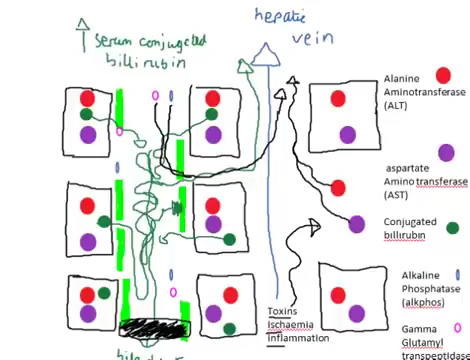 hepatic
vein
serum conjugated
billirubin
Alanine
Aminotransferase
(ALT)
aspartate
Amino transferase
(AST)
Conjugated
billirubin
Alkaline
Phosphatase
(alkphos)
Gamma
Glutamyl
transpeptidase
Toxins
Ischaemia
inflammation